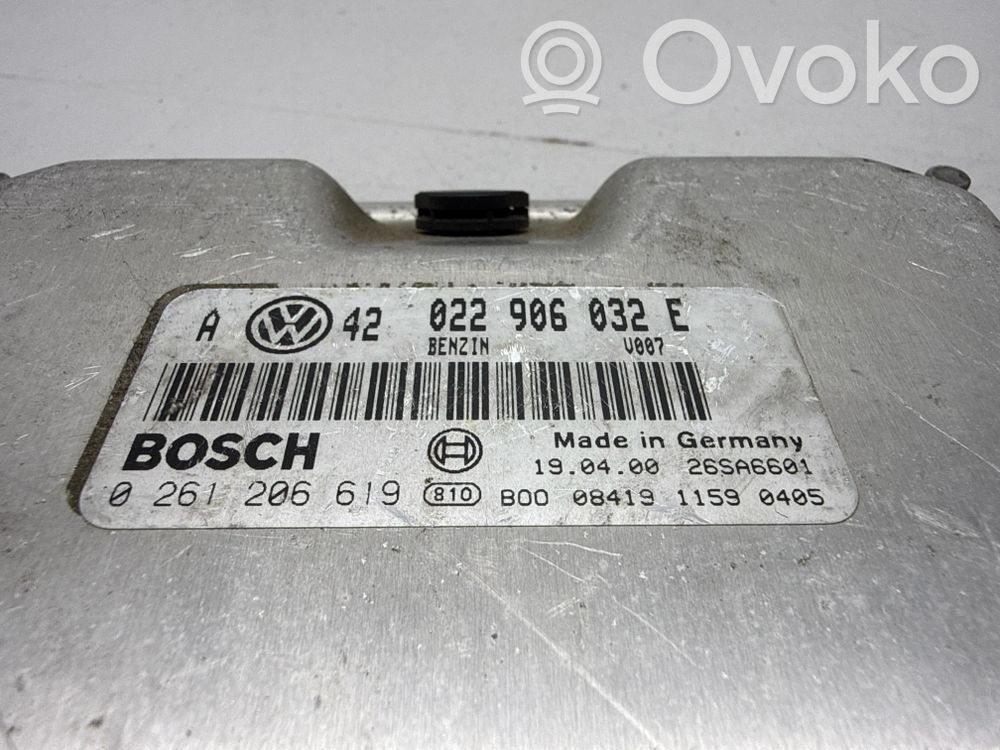 Ovoko
A VW 42 022 906 032 E
BENZIN V007
BOSCH
Made in Germany
19.04.00 26SA6601
0 261 206 619 810 B00 08419 1159 0405